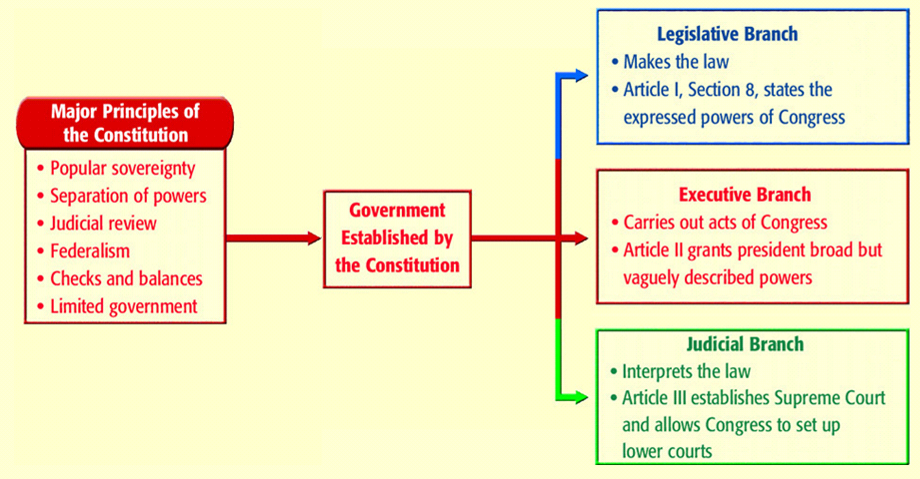 Major Principles of
the Constitution
• Popular sovereignty
• Separation of powers
• Judicial review
• Federalism
• Checks and balances
• Limited government
Government
Established by
the Constitution
Legislative Branch
• Makes the law
• Article I, Section 8, states the
expressed powers of Congress
Executive Branch
• Carries out acts of Congress
• Article II grants president broad but
vaguely described powers
Judicial Branch
• Interprets the law
• Article III establishes Supreme Court
and allows Congress to set up
lower courts